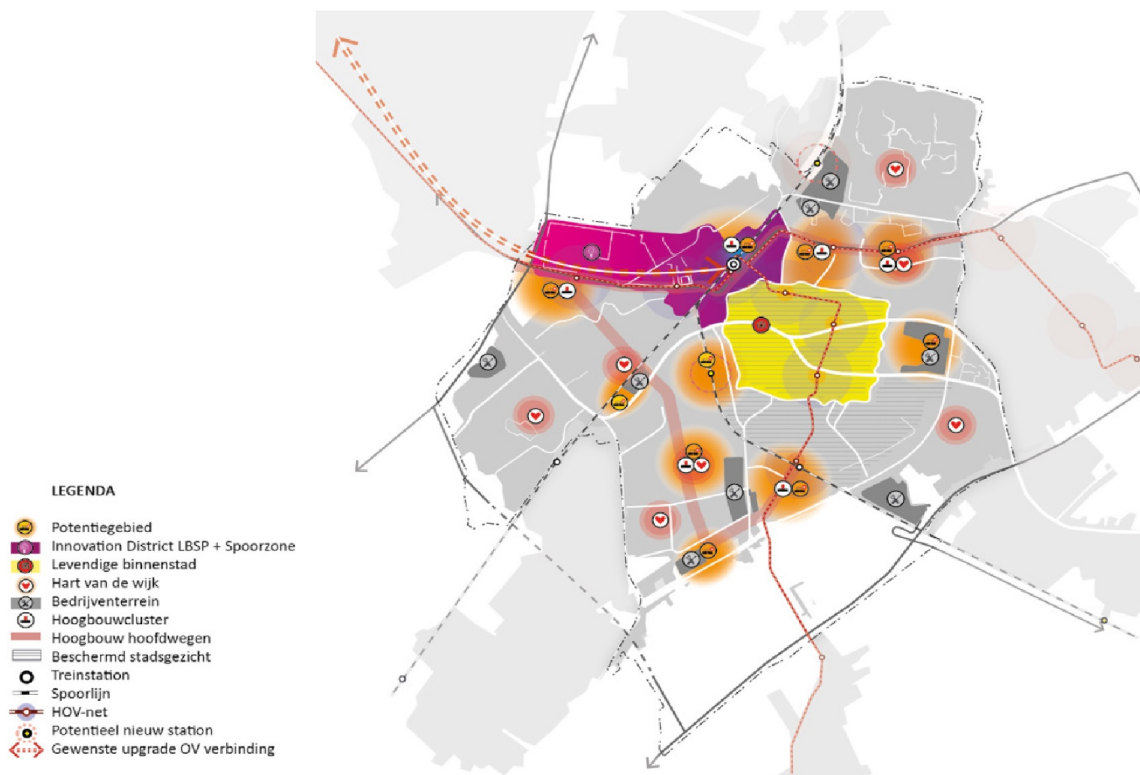 LEGENDA
Potentiegebied
Innovation District LBSP + Spoorzone
Levendige binnenstad
Hart van de wijk
Bedrijventerrein
Hoogbouwcluster
Hoogbouw hoofdwegen
Beschermd stadsgezicht
Treinstation
Spoorlijn
HOV-net
Potentieel nieuw station
Gewenste upgrade OV verbinding